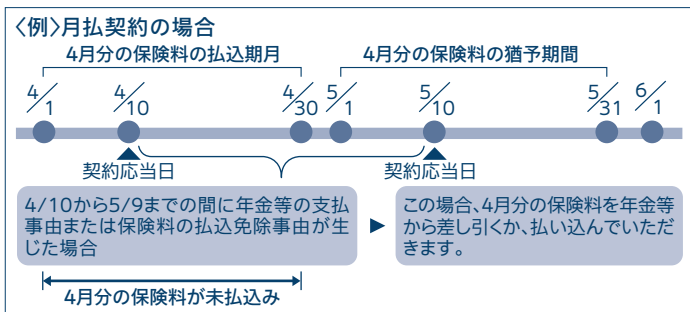 〈例〉月払契約の場合
4月分の保険料の払込期月
4月分の保険料の猶予期間
4/1
4/10
4/30
5/1
5/10
5/31
6/1
契約応当日
契約応当日
4/10から5/9までの間に年金等の支払
事由または保険料の払込免除事由が生
じた場合
この場合、4月分の保険料を年金等
から差し引くか、払い込んでいただ
きます。
4月分の保険料が未払込み